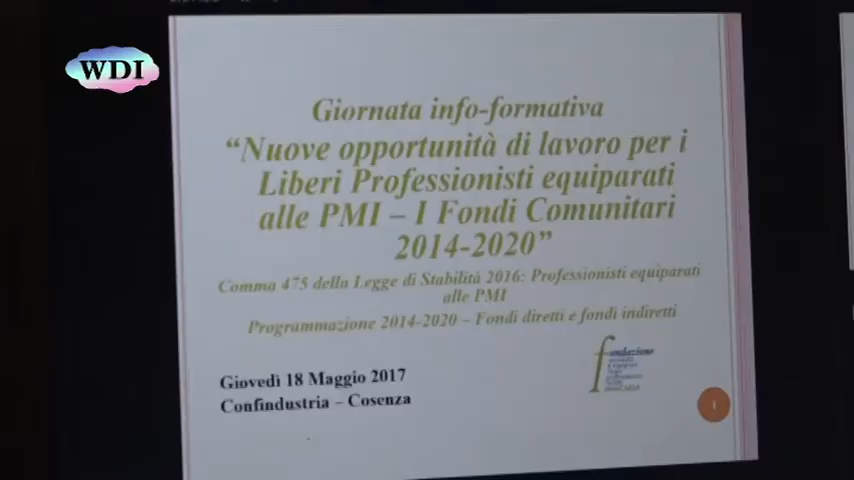 WDI
Giornata info-formativa
“Nuove opportunità di lavoro per i
Liberi Professionisti equiparati
alle PMI – I Fondi Comunitari
2014-2020”
Comma 475 della Legge di Stabilità 2016: Professionisti equiparati
alle PMI
Programmazione 2014-2020 – Fondi diretti e fondi indiretti
Giovedì 18 Maggio 2017
Confindustria – Cosenza
fondazione
1